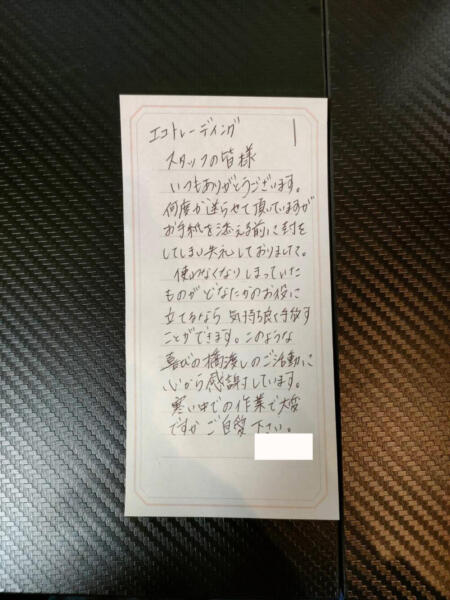 エコトレーディング
1
スタッフの皆様
いつもありがとうございます。
何度か送らせて頂いていますが
お手紙を添える前に封を
してしまい失礼しておりまして。
使わなくなりしまっていた
ものがどなたかのお役に
立てるなら気持ち良く手放す
ことができます。このような
喜びの橋渡しのご活動に
心から感謝しています。
寒い中での作業で大変
ですがご自愛下さい。